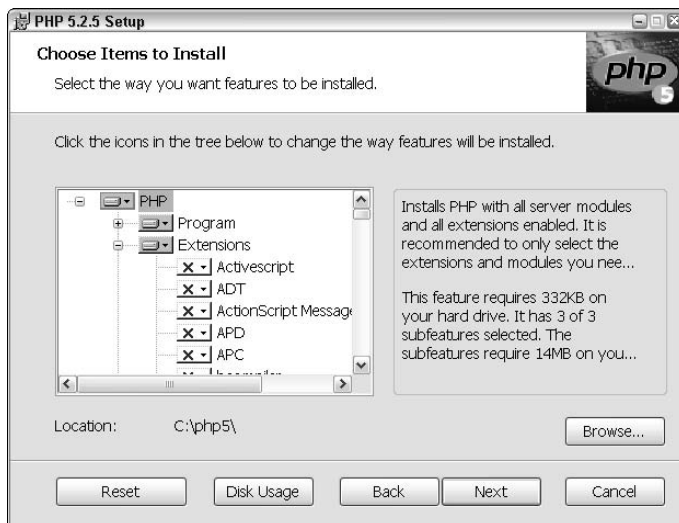 PHP 5.2.5 Setup
Choose Items to Install
Select the way you want features to be installed.
php
5
Click the icons in the tree below to change the way features will be installed.
PHP
Program
Extensions
Activescript
ADT
ActionScript Message
APD
APC
Installs PHP with all server modules
and all extensions enabled. It is
recommended to only select the
extensions and modules you nee...
This feature requires 332KB on
your hard drive. It has 3 of 3
subfeatures selected. The
subfeatures require 14MB on you...
Location: C:\php5\
Browse...
Reset Disk Usage Back Next Cancel